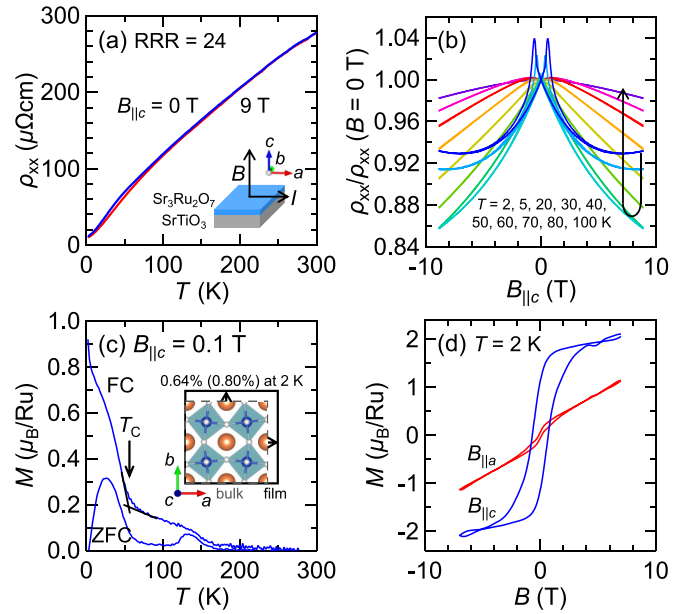 (a) RRR = 24
B||c = 0 T 9 T
300
200
100
0
ρxx (μΩcm)
0 100 200 300
T (K)
c
b
a
B
I
Sr3Ru2O7
SrTiO3
(b)
1.04
1.00
0.96
0.92
0.88
0.84
ρxx/ρxx (B = 0 T)
T = 2, 5, 20, 30, 40,
50, 60, 70, 80, 100 K
-8 0 8
B||c (T)
(c) B||c = 0.1 T
1.0
0.8
0.6
0.4
0.2
0.0
M (μB/Ru)
FC
TC
ZFC
0.64% (0.80%) at 2 K
b
c a
bulk film
0 100 200 300
T (K)
(d) T = 2 K
2
1
0
-1
-2
M (μB/Ru)
B||a
B||c
-10 0 10
B (T)